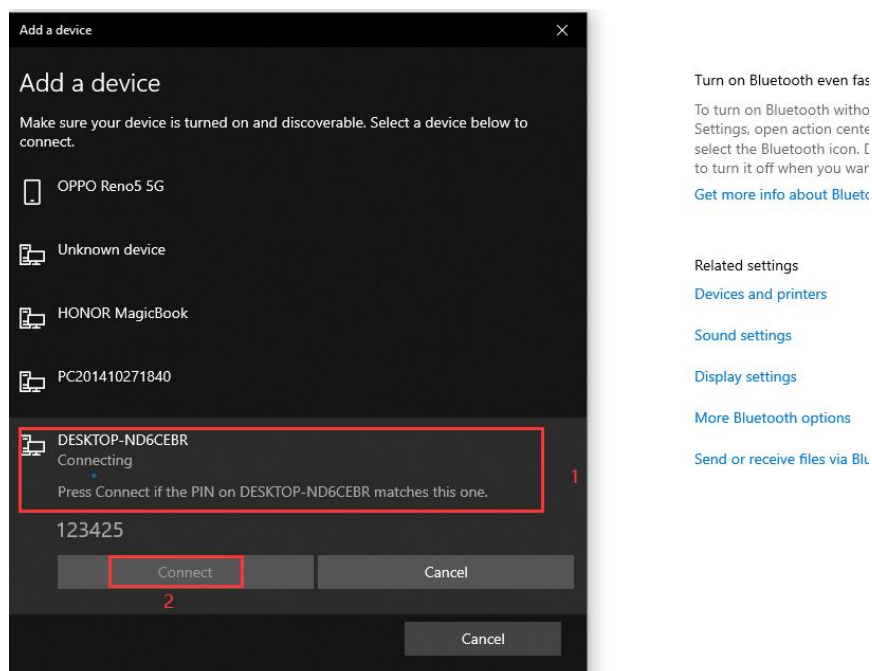 Add a device
Add a device
Make sure your device is turned on and discoverable. Select a device below to
connect.
OPPO Reno5 5G
Unknown device
HONOR MagicBook
PC201410271840
DESKTOP-ND6CEBR
Connecting
Press Connect if the PIN on DESKTOP-ND6CEBR matches this one.
1
123425
Connect
Cancel
2
Cancel
Turn on Bluetooth even fas
To turn on Bluetooth witho
Settings, open action cente
select the Bluetooth icon. D
to turn it off when you wan
Get more info about Blueto
Related settings
Devices and printers
Sound settings
Display settings
More Bluetooth options
Send or receive files via Blu